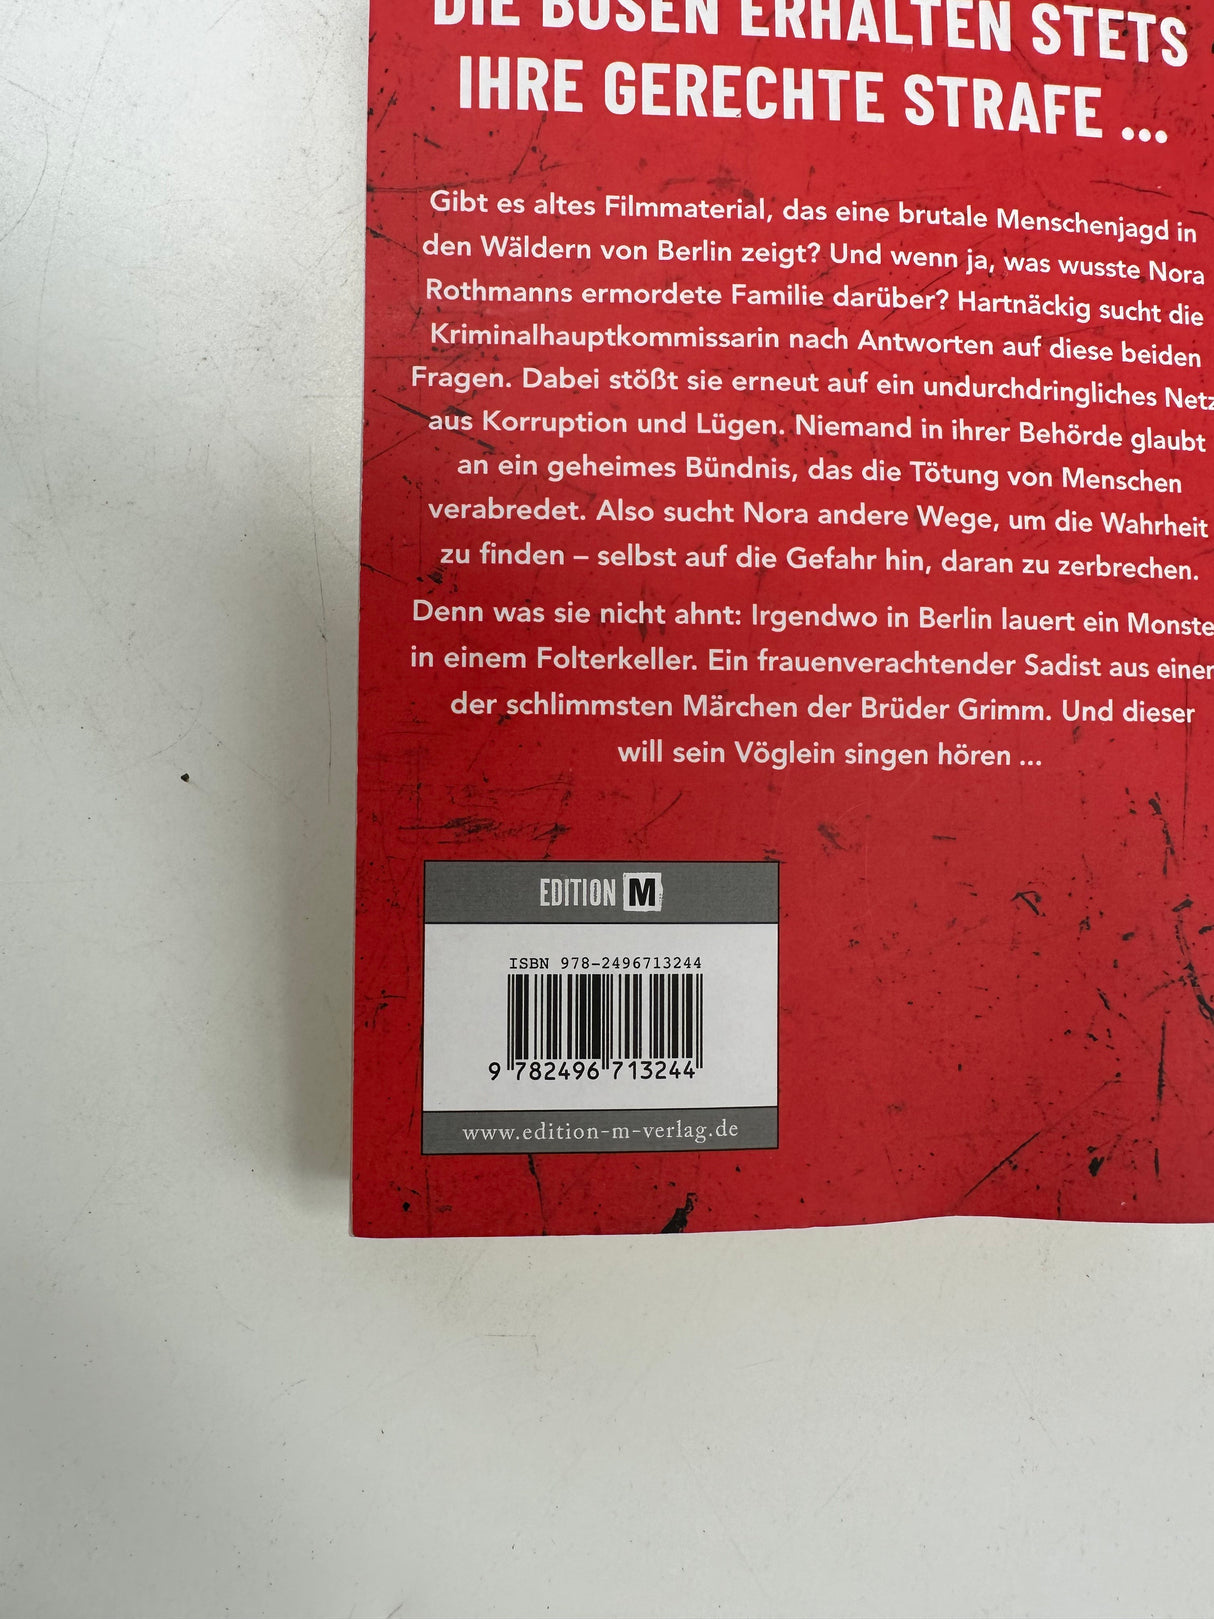 DIE BÖSEN ERHALTEN STETS
IHRE GERECHTE STRAFE ...
Gibt es altes Filmmaterial, das eine brutale Menschenjagd in
den Wäldern von Berlin zeigt? Und wenn ja, was wusste Nora
Rothmanns ermordete Familie darüber? Hartnäckig sucht die
Kriminalhauptkommissarin nach Antworten auf diese beiden
Fragen. Dabei stößt sie erneut auf ein undurchdringliches Netz
aus Korruption und Lügen. Niemand in ihrer Behörde glaubt
an ein geheimes Bündnis, das die Tötung von Menschen
verabredet. Also sucht Nora andere Wege, um die Wahrheit
zu finden – selbst auf die Gefahr hin, daran zu zerbrechen.
Denn was sie nicht ahnt: Irgendwo in Berlin lauert ein Monste
in einem Folterkeller. Ein frauenverachtender Sadist aus einer
der schlimmsten Märchen der Brüder Grimm. Und dieser
will sein Vöglein singen hören ...
EDITION M
ISBN 978-2496713244
9 782496 713244
www.edition-m-verlag.de